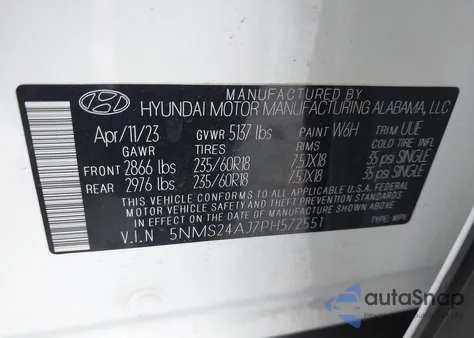 MANUFACTURED BY
HYUNDAI MOTOR MANUFACTURING ALABAMA, LLC
Apr/11/23 GVWR 5137 lbs PAINT W6H TRIM UUE
GAWR TIRES RIMS COLD TIRE INFL
FRONT 2866 lbs 235/60R18 7.5JX18 35 psi SINGLE
REAR 2976 lbs 235/60R18 7.5JX18 35 psi SINGLE
THIS VEHICLE CONFORMS TO ALL APPLICABLE U.S.A. FEDERAL
MOTOR VEHICLE SAFETY AND BUMPER STANDARDS IN EFFECT ON
THE DATE OF MANUFACTURE SHOWN ABOVE.
V.I.N 5NMS24AJ7PH572551 TYPE: MPV
autoSnap
Powered by